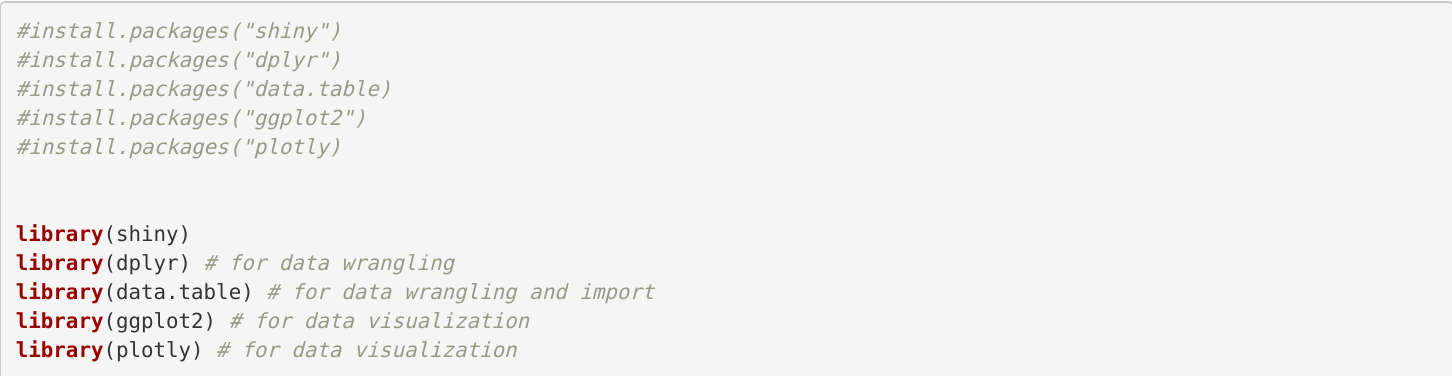 #install.packages("shiny")
#install.packages("dplyr")
#install.packages("data.table)
#install.packages("ggplot2")
#install.packages("plotly)
library(shiny)
library(dplyr) # for data wrangling
library(data.table) # for data wrangling and import
library(ggplot2) # for data visualization
library(plotly) # for data visualization